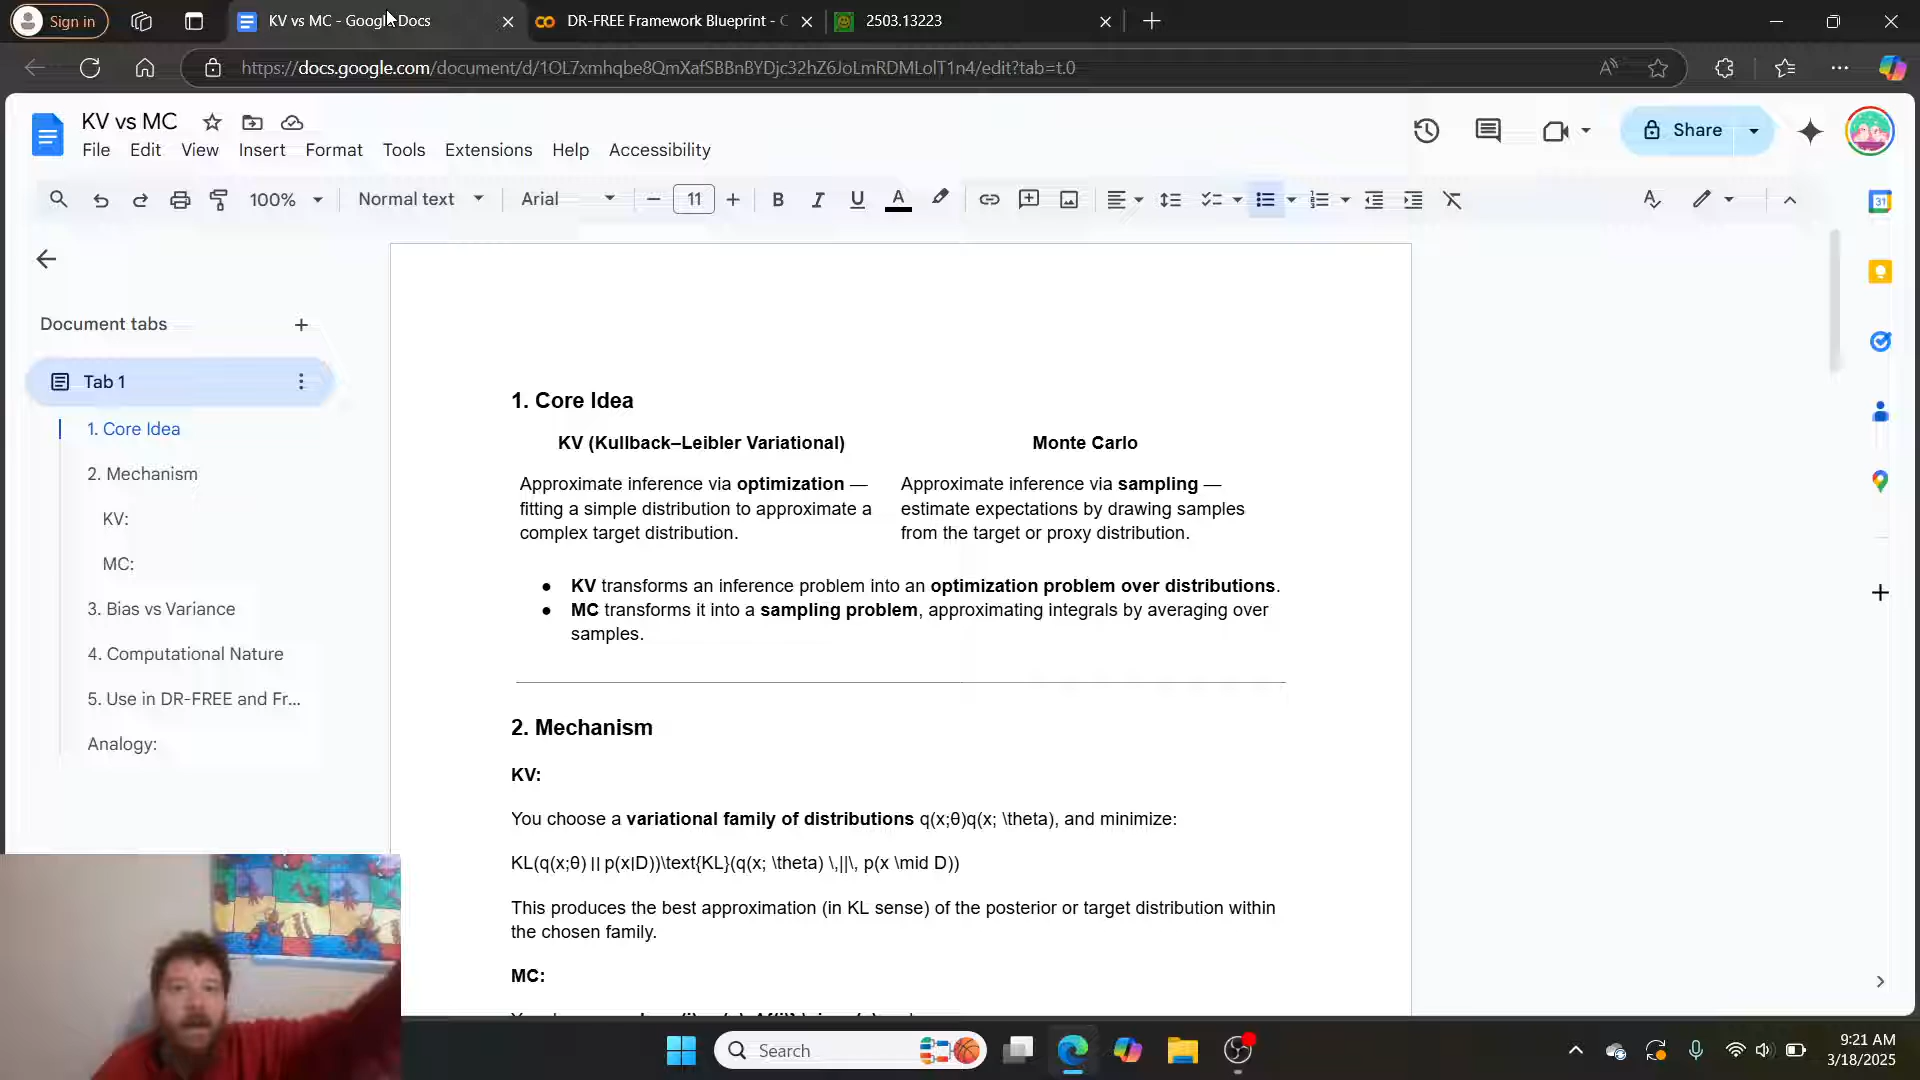 Sign in
KV vs MC - Google Docs
DR-FREE Framework Blueprint - C
2503.13223
https://docs.google.com/document/d/1OL7xmhqbe8QmXafSBBnBYDjc32hZ6JoLmRDMLolT1n4/edit?tab=t.0
KV vs MC
File Edit View Insert Format Tools Extensions Help Accessibility
Share
100% Normal text Arial 11
Document tabs
Tab 1
1. Core Idea
2. Mechanism
KV:
MC:
3. Bias vs Variance
4. Computational Nature
5. Use in DR-FREE and Fr...
Analogy:
1. Core Idea
KV (Kullback–Leibler Variational)
Monte Carlo
Approximate inference via optimization —
fitting a simple distribution to approximate a
complex target distribution.
Approximate inference via sampling —
estimate expectations by drawing samples
from the target or proxy distribution.
● KV transforms an inference problem into an optimization problem over distributions.
● MC transforms it into a sampling problem, approximating integrals by averaging over
samples.
2. Mechanism
KV:
You choose a variational family of distributions q(x;θ)q(x; \theta), and minimize:
KL(q(x;θ) || p(x|D))\text{KL}(q(x; \theta) \,||\, p(x \mid D))
This produces the best approximation (in KL sense) of the posterior or target distribution within
the chosen family.
MC:
31
Search
9:21 AM
3/18/2025